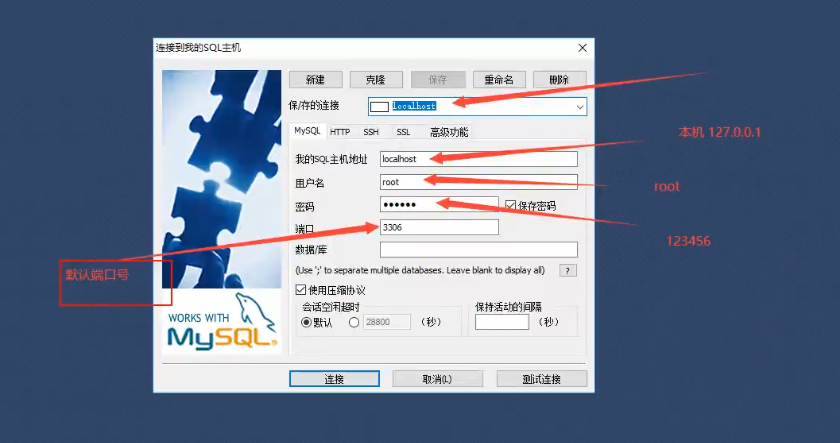 连接到我的SQL主机
新建 克隆 保存 重命名 删除
保/存的连接 localhost
MySQL HTTP SSH SSL 高级功能
本机 127.0.0.1
我的SQL主机地址 localhost
用户名 root
root
密码 ●●●●●● 保存密码
端口 3306
123456
数据/库
默认端口号
(Use ';' to separate multiple databases. Leave blank to display all) ?
使用压缩协议
会话空闲超时 保持活动的间隔
默认 28800 (秒) (秒)
WORKS WITH
MySQL
连接 取消(L) 测试连接